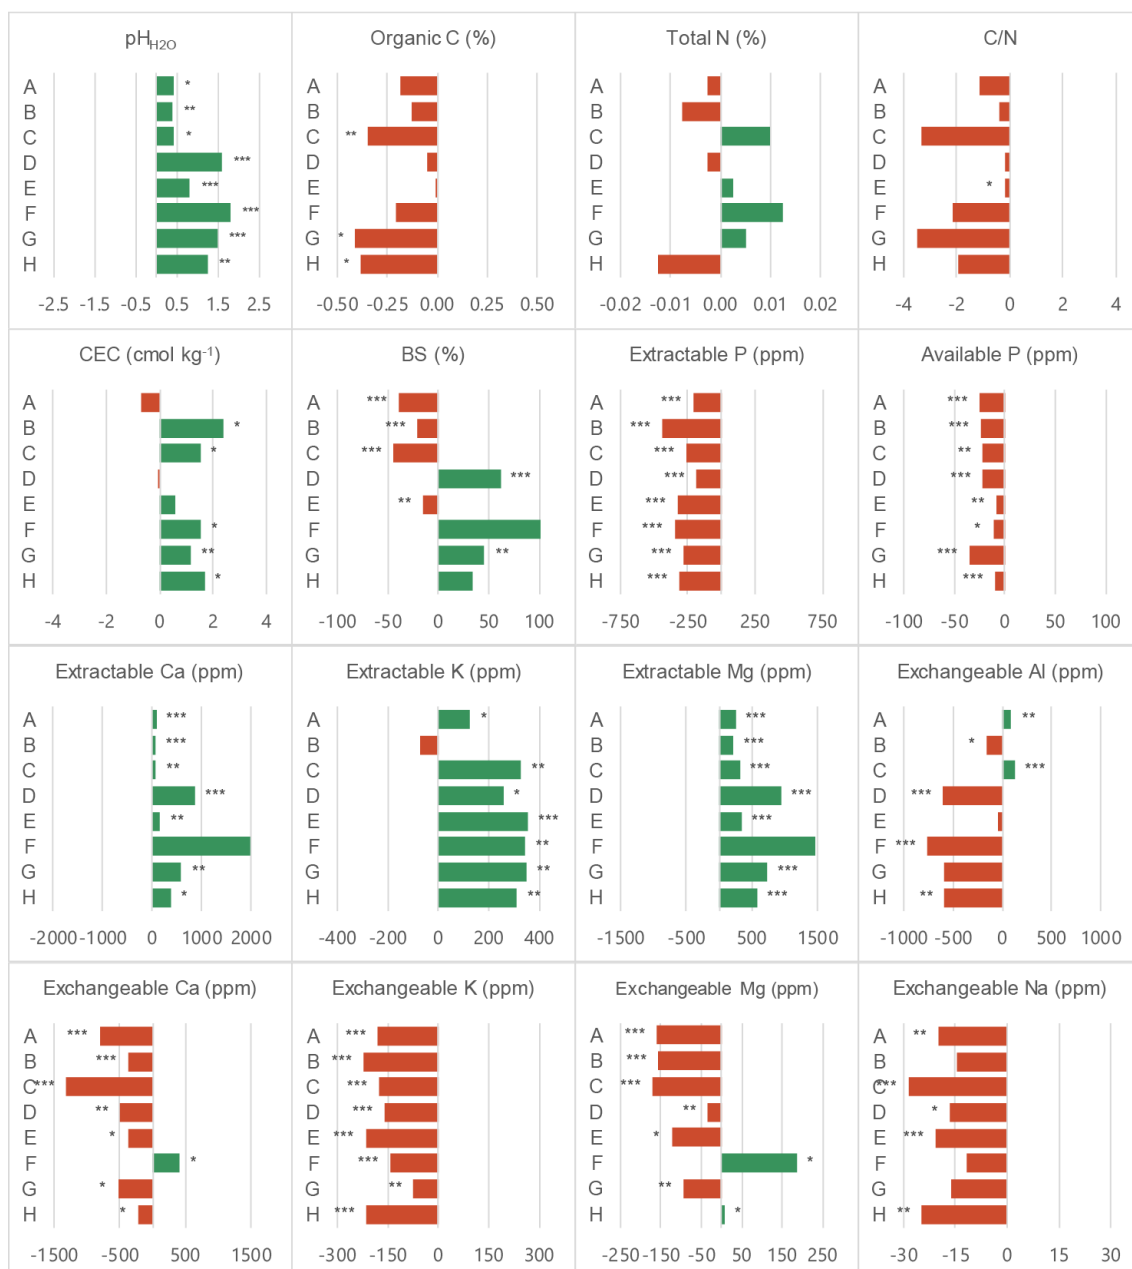 pHH2O
A *
B **
C *
D ***
E ***
F ***
G ***
H **
-2.5 -1.5 -0.5 0.5 1.5 2.5
Organic C (%)
A
B
C **
D
E
F
G *
H *
-0.50 -0.25 0.00 0.25 0.50
Total N (%)
A
B
C
D
E
F
G
H
-0.02 -0.01 0.00 0.01 0.02
C/N
A
B
C
D
E *
F
G
H
-4 -2 0 2 4
CEC (cmol kg-1)
A
B *
C *
D
E
F *
G **
H *
-4 -2 0 2 4
BS (%)
A ***
B ***
C ***
D ***
E **
F
G **
H
-100 -50 0 50 100
Extractable P (ppm)
A ***
B ***
C ***
D ***
E ***
F ***
G ***
H ***
-750 -250 250 750
Available P (ppm)
A ***
B ***
C **
D ***
E **
F *
G ***
H ***
-100 -50 0 50 100
Extractable Ca (ppm)
A ***
B ***
C **
D ***
E **
F
G **
H *
-2000 -1000 0 1000 2000
Extractable K (ppm)
A *
B
C **
D *
E ***
F **
G **
H **
-400 -200 0 200 400
Extractable Mg (ppm)
A ***
B ***
C ***
D ***
E ***
F
G ***
H ***
-1500 -500 500 1500
Exchangeable Al (ppm)
A **
B *
C ***
D ***
E
F ***
G
H **
-1000 -500 0 500 1000
Exchangeable Ca (ppm)
A ***
B ***
C ***
D **
E *
F *
G *
H *
-1500 -500 500 1500
Exchangeable K (ppm)
A ***
B ***
C ***
D ***
E ***
F ***
G **
H ***
-300 -150 0 150 300
Exchangeable Mg (ppm)
A ***
B ***
C ***
D **
E *
F *
G **
H *
-250 -150 -50 50 150 250
Exchangeable Na (ppm)
A **
B
C ***
D *
E ***
F
G
H **
-30 -15 0 15 30